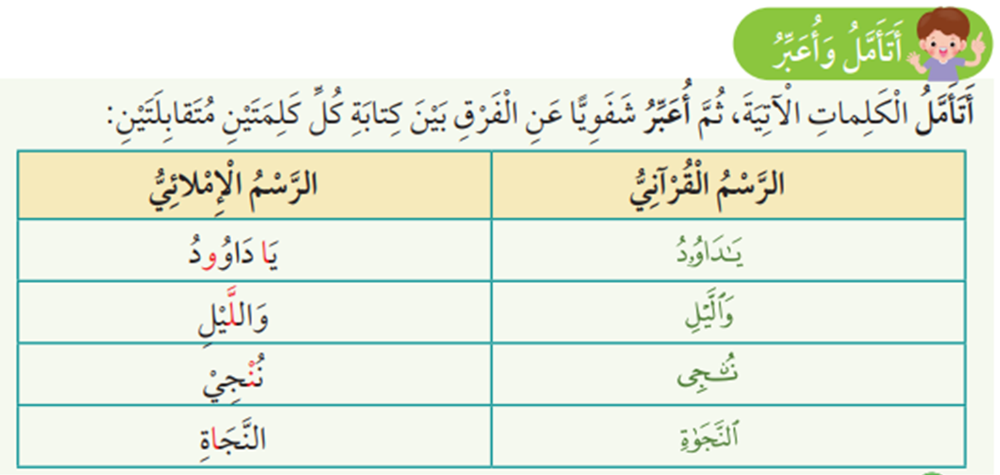 أَتَأَمَّلُ وَأُعَبِّرُ
أَتَأَمَّلُ الْكَلِماتِ الْآتِيَةَ، ثُمَّ أُعَبِّرُ شَفَوِيًّا عَنِ الْفَرْقِ بَيْنَ كِتابَةِ كُلِّ كَلِمَتَيْنِ مُتَقابِلَتَيْنِ:
الرَّسْمُ الْقُرْآنِيُّ الرَّسْمُ الْإِمْلائِيُّ
يَـٰدَاوُۥدُ يَا دَاوُودُ
وَٱلَّيْلِ وَاللَّيْلِ
نُـۨجِى نُنْجِيْ
ٱلنَّجَوٰةِ النَّجَاةِ